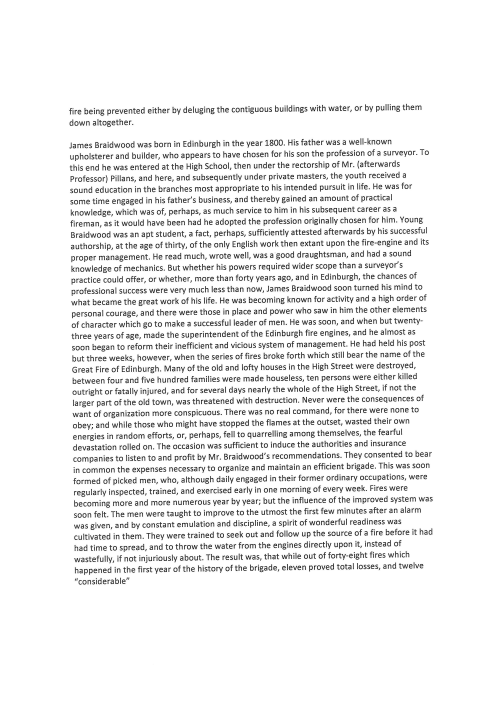 fire being prevented either by deluging the contiguous buildings with water, or by pulling them
down altogether.
James Braidwood was born in Edinburgh in the year 1800. His father was a well-known
upholsterer and builder, who appears to have chosen for his son the profession of a surveyor. To
this end he was entered at the High School, then under the rectorship of Mr. (afterwards
Professor) Pillans, and here, and subsequently under private masters, the youth received a
sound education in the branches most appropriate to his intended pursuit in life. He was for
some time engaged in his father’s business, and thereby gained an amount of practical
knowledge, which was of, perhaps, as much service to him in his subsequent career as a
fireman, as it would have been had he adopted the profession originally chosen for him. Young
Braidwood was an apt student, a fact, perhaps, sufficiently attested afterwards by his successful
authorship, at the age of thirty, of the only English work then extant upon the fire-engine and its
proper management. He read much, wrote well, was a good draughtsman, and had a sound
knowledge of mechanics. But whether his powers required wider scope than a surveyor’s
practice could offer, or whether, more than forty years ago, and in Edinburgh, the chances of
professional success were very much less than now, James Braidwood soon turned his mind to
what became the great work of his life. He was becoming known for activity and a high order of
personal courage, and there were those in place and power who saw in him the other elements
of character which go to make a successful leader of men. He was soon, and when but twenty-
three years of age, made the superintendent of the Edinburgh fire engines, and he almost as
soon began to reform their inefficient and vicious system of management. He had held his post
but three weeks, however, when the series of fires broke forth which still bear the name of the
Great Fire of Edinburgh. Many of the old and lofty houses in the High Street were destroyed,
between four and five hundred families were made houseless, ten persons were either killed
outright or fatally injured, and for several days nearly the whole of the High Street, if not the
larger part of the old town, was threatened with destruction. Never were the consequences of
want of organization more conspicuous. There was no real command, for there were none to
obey; and while those who might have stopped the flames at the outset, wasted their own
energies in random efforts, or, perhaps, fell to quarrelling among themselves, the fearful
devastation rolled on. The occasion was sufficient to induce the authorities and insurance
companies to listen to and profit by Mr. Braidwood’s recommendations. They consented to bear
in common the expenses necessary to organize and maintain an efficient brigade. This was soon
formed of picked men, who, although daily engaged in their former ordinary occupations, were
regularly inspected, trained, and exercised early in one morning of every week. Fires were
becoming more and more numerous year by year; but the influence of the improved system was
soon felt. The men were taught to improve to the utmost the first few minutes after an alarm
was given, and by constant emulation and discipline, a spirit of wonderful readiness was
cultivated in them. They were trained to seek out and follow up the source of a fire before it had
had time to spread, and to throw the water from the engines directly upon it, instead of
wastefully, if not injuriously about. The result was, that while out of forty-eight fires which
happened in the first year of the history of the brigade, eleven proved total losses, and twelve
“considerable”